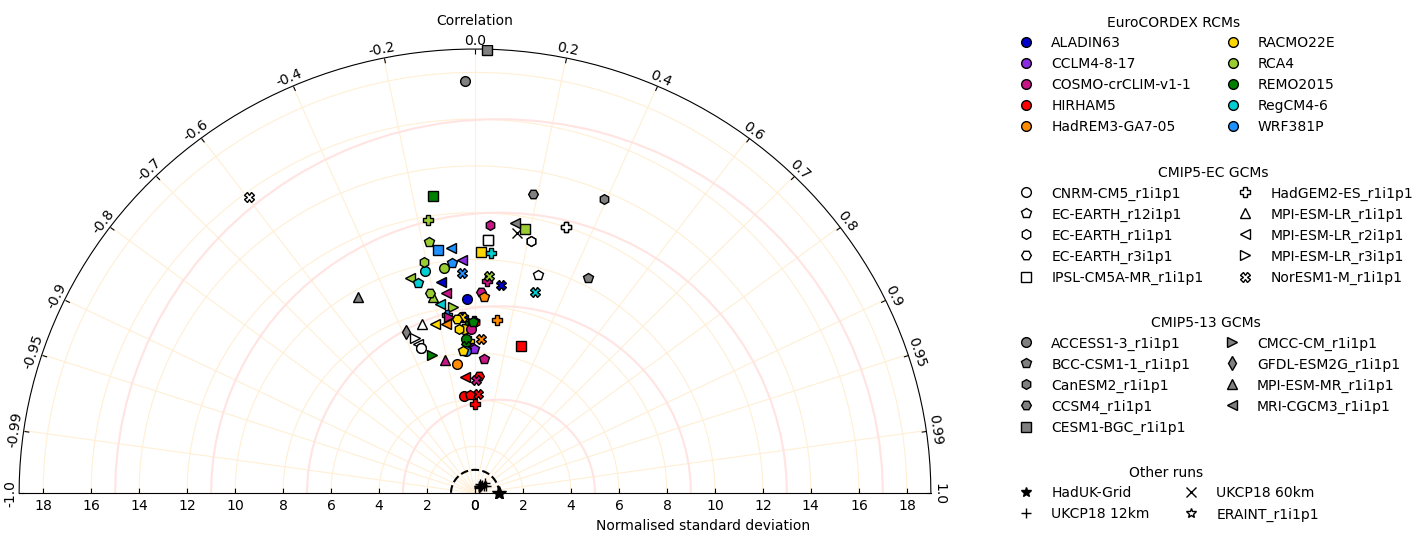 Correlation
-1.0
-0.99
-0.95
-0.9
-0.8
-0.7
-0.6
-0.4
-0.2
0.0
0.2
0.4
0.6
0.7
0.8
0.9
0.95
0.99
1.0
18 16 14 12 10 8 6 4 2 0 2 4 6 8 10 12 14 16 18
Normalised standard deviation
EuroCORDEX RCMs
ALADIN63 RACMO22E
CCLM4-8-17 RCA4
COSMO-crCLIM-v1-1 REMO2015
HIRHAM5 RegCM4-6
HadREM3-GA7-05 WRF381P
CMIP5-EC GCMs
CNRM-CM5_r1i1p1 HadGEM2-ES_r1i1p1
EC-EARTH_r12i1p1 MPI-ESM-LR_r1i1p1
EC-EARTH_r1i1p1 MPI-ESM-LR_r2i1p1
EC-EARTH_r3i1p1 MPI-ESM-LR_r3i1p1
IPSL-CM5A-MR_r1i1p1 NorESM1-M_r1i1p1
CMIP5-13 GCMs
ACCESS1-3_r1i1p1 CMCC-CM_r1i1p1
BCC-CSM1-1_r1i1p1 GFDL-ESM2G_r1i1p1
CanESM2_r1i1p1 MPI-ESM-MR_r1i1p1
CCSM4_r1i1p1 MRI-CGCM3_r1i1p1
CESM1-BGC_r1i1p1
Other runs
HadUK-Grid UKCP18 60km
UKCP18 12km ERAINT_r1i1p1